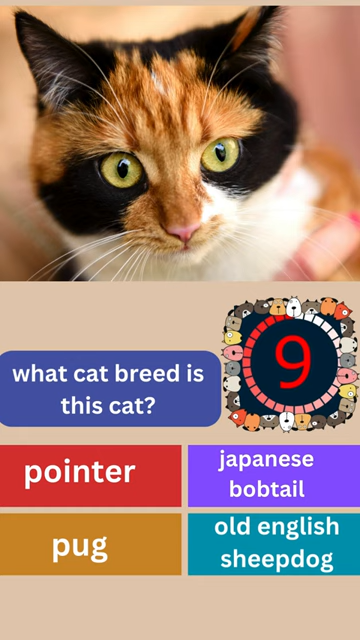 what cat breed is
this cat?
9
pointer
japanese
bobtail
pug
old english
sheepdog